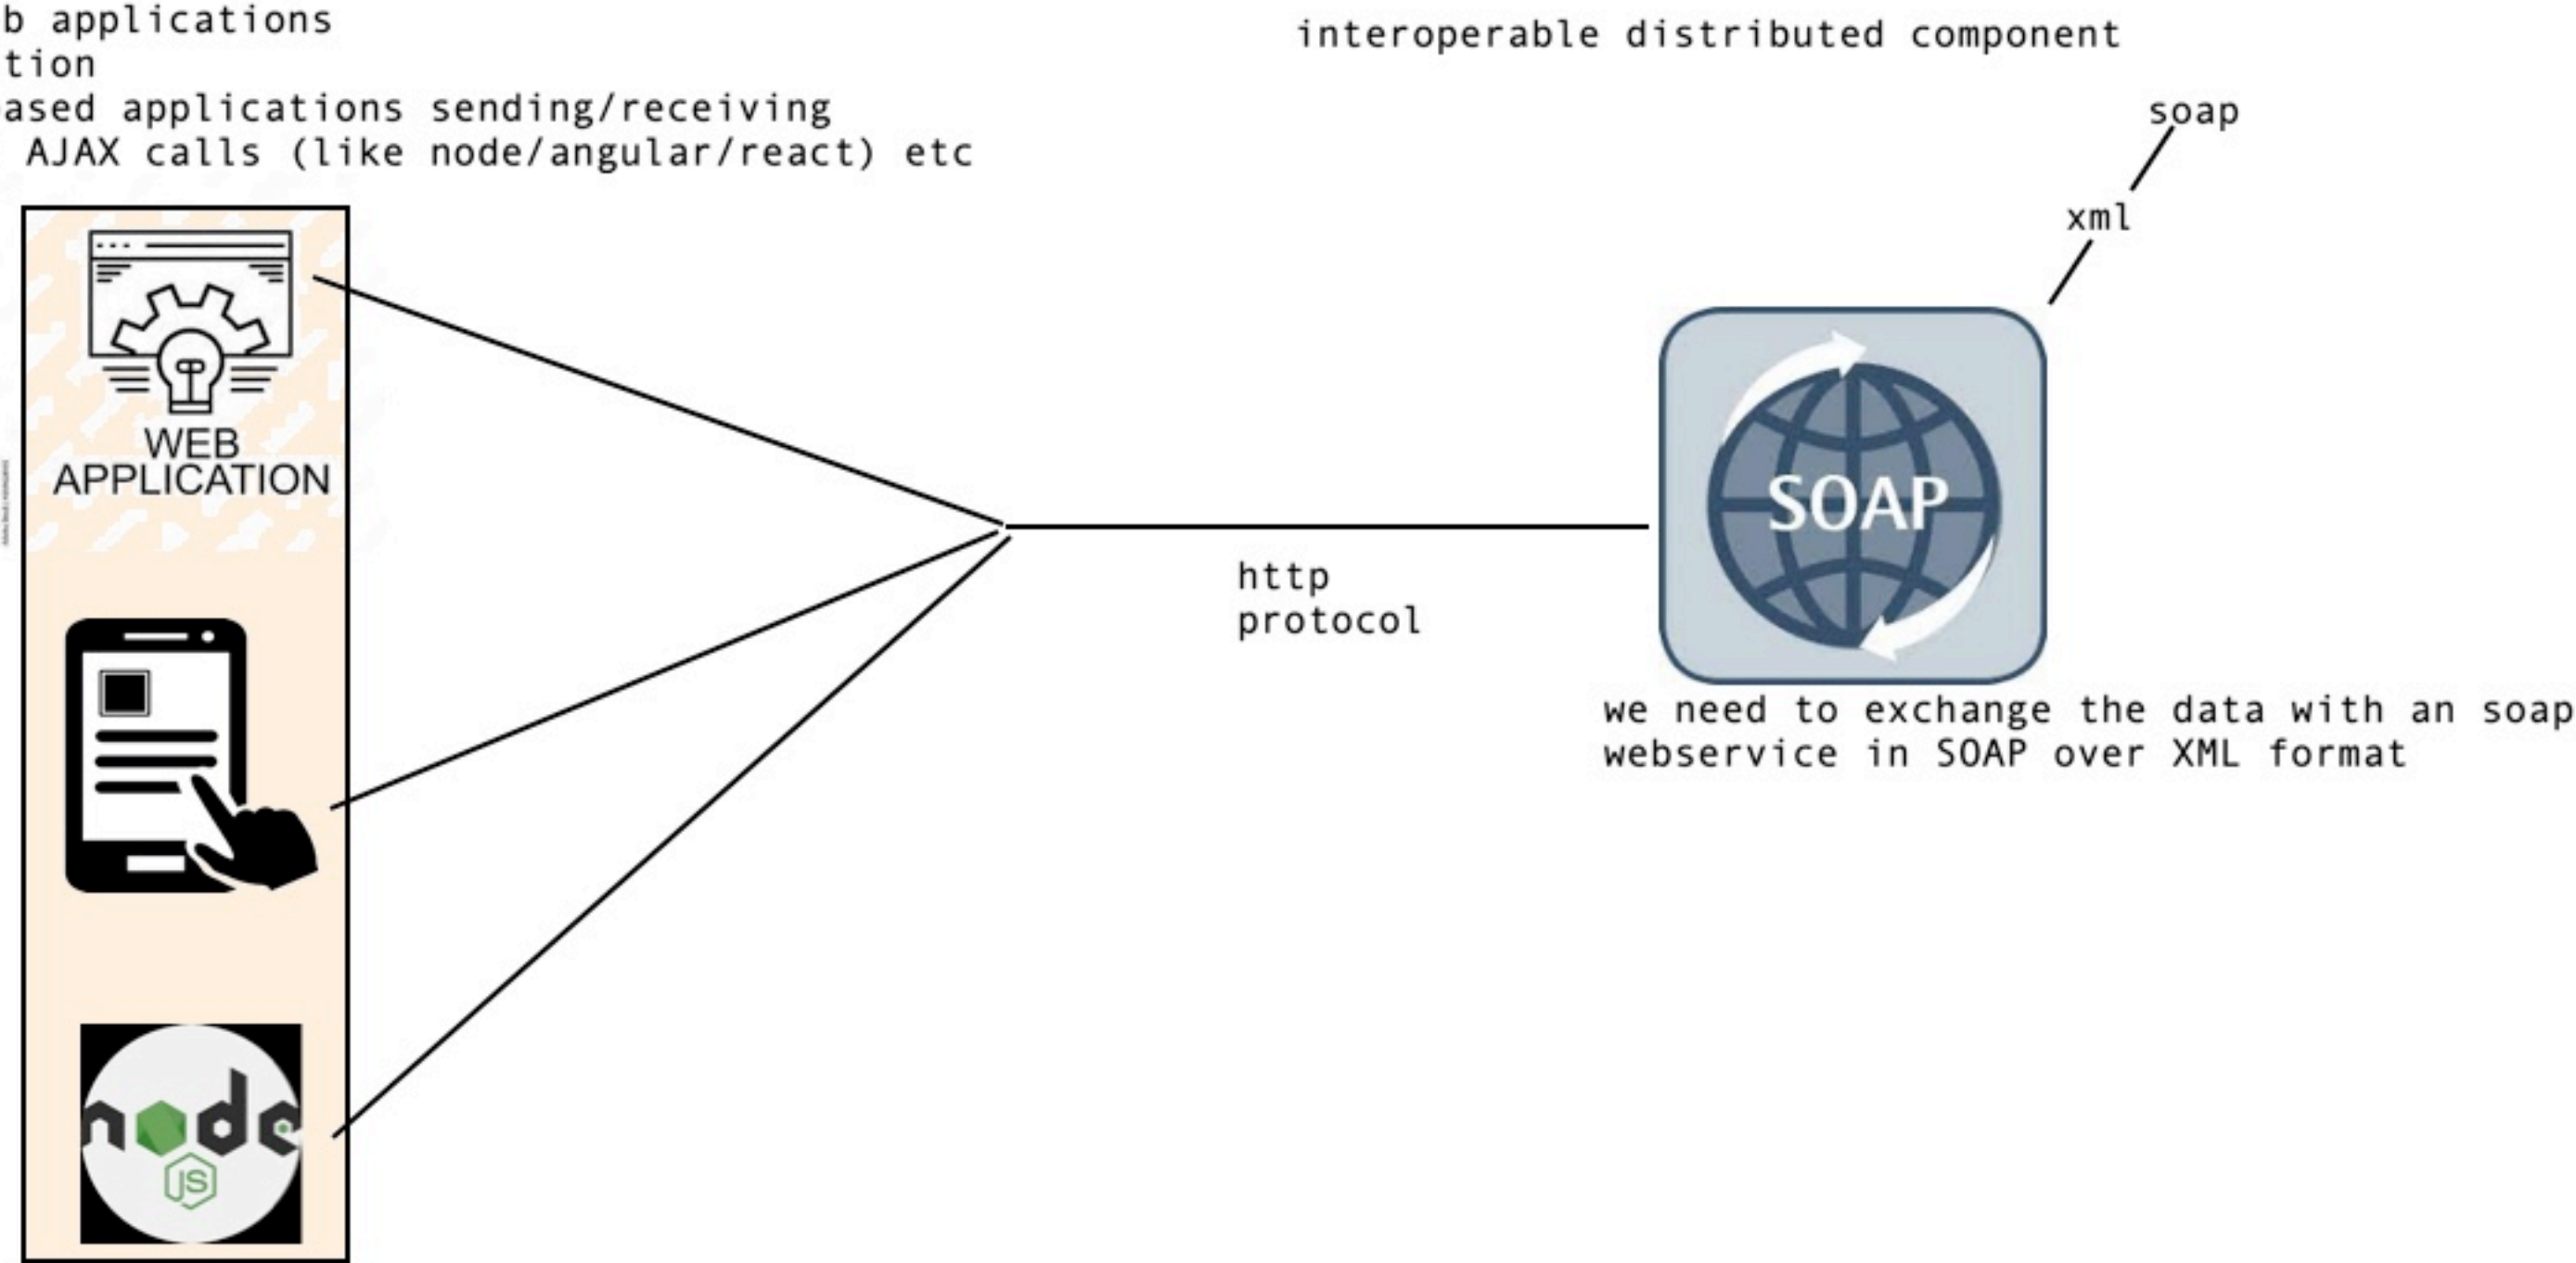 b applications
tion
ased applications sending/receiving
AJAX calls (like node/angular/react) etc
interoperable distributed component
soap
xml
WEB
APPLICATION
SOAP
http
protocol
we need to exchange the data with an soap
webservice in SOAP over XML format
node
JS